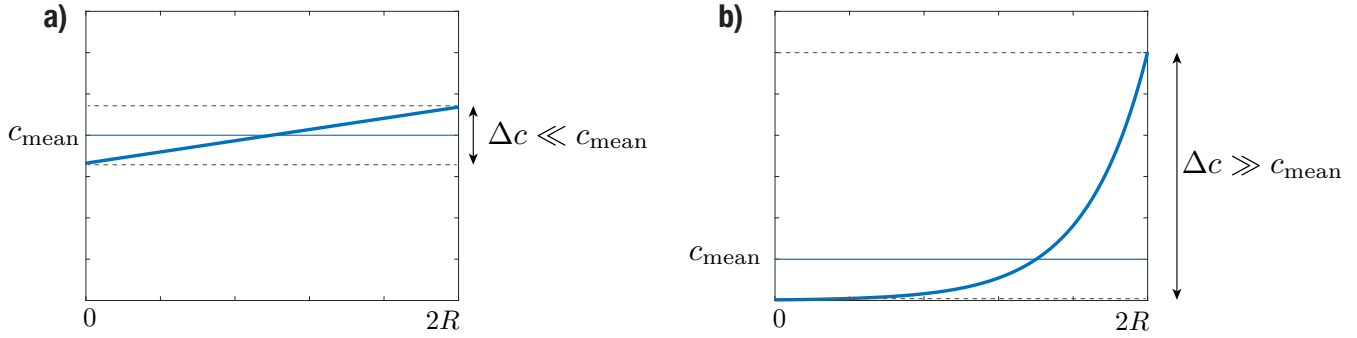 a)
c_mean
Δc ≪ c_mean
0
2R
b)
c_mean
Δc ≫ c_mean
0
2R